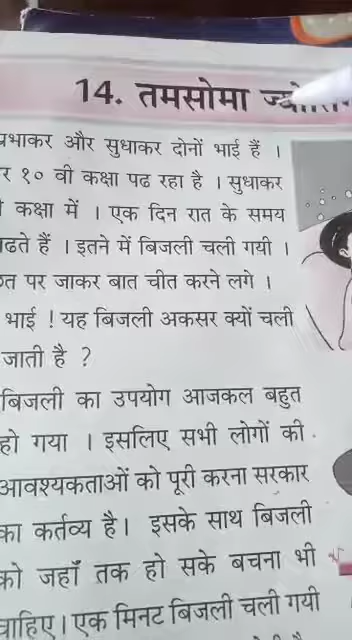 14. तमसोमा
प्रभाकर और सुधाकर दोनों भाई हैं ।
१० वी कक्षा पढ रहा है । सुधाकर
कक्षा में । एक दिन रात के समय
हैं । इतने में बिजली चली गयी ।
पर जाकर बात चीत करने लगे ।
भाई ! यह बिजली अकसर क्यों चली
जाती है ?
बिजली का उपयोग आजकल बहुत
हो गया । इसलिए सभी लोगों की
आवश्यकताओं को पूरी करना सरकार
का कर्तव्य है। इसके साथ बिजली
को जहाँ तक हो सके बचना भी
चाहिए। एक मिनट बिजली चली गयी